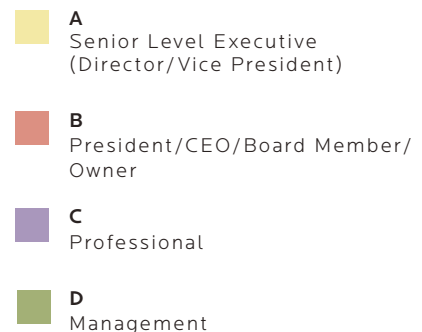 A
Senior Level Executive
(Director/Vice President)
B
President/CEO/Board Member/
Owner
C
Professional
D
Management